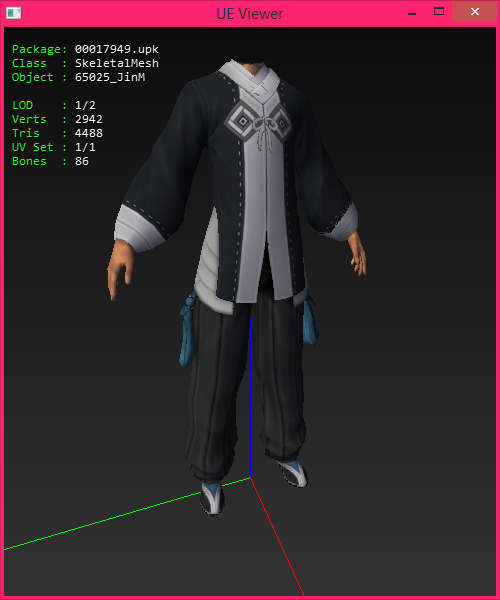 UE Viewer
Package: 00017949.upk
Class  : SkeletalMesh
Object : 65025_JinM
LOD    : 1/2
Verts  : 2942
Tris   : 4488
UV Set : 1/1
Bones  : 86